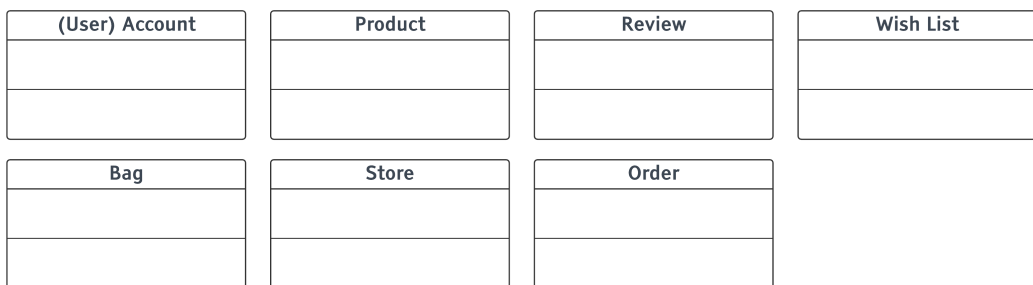 (User) Account
Product
Review
Wish List
Bag
Store
Order